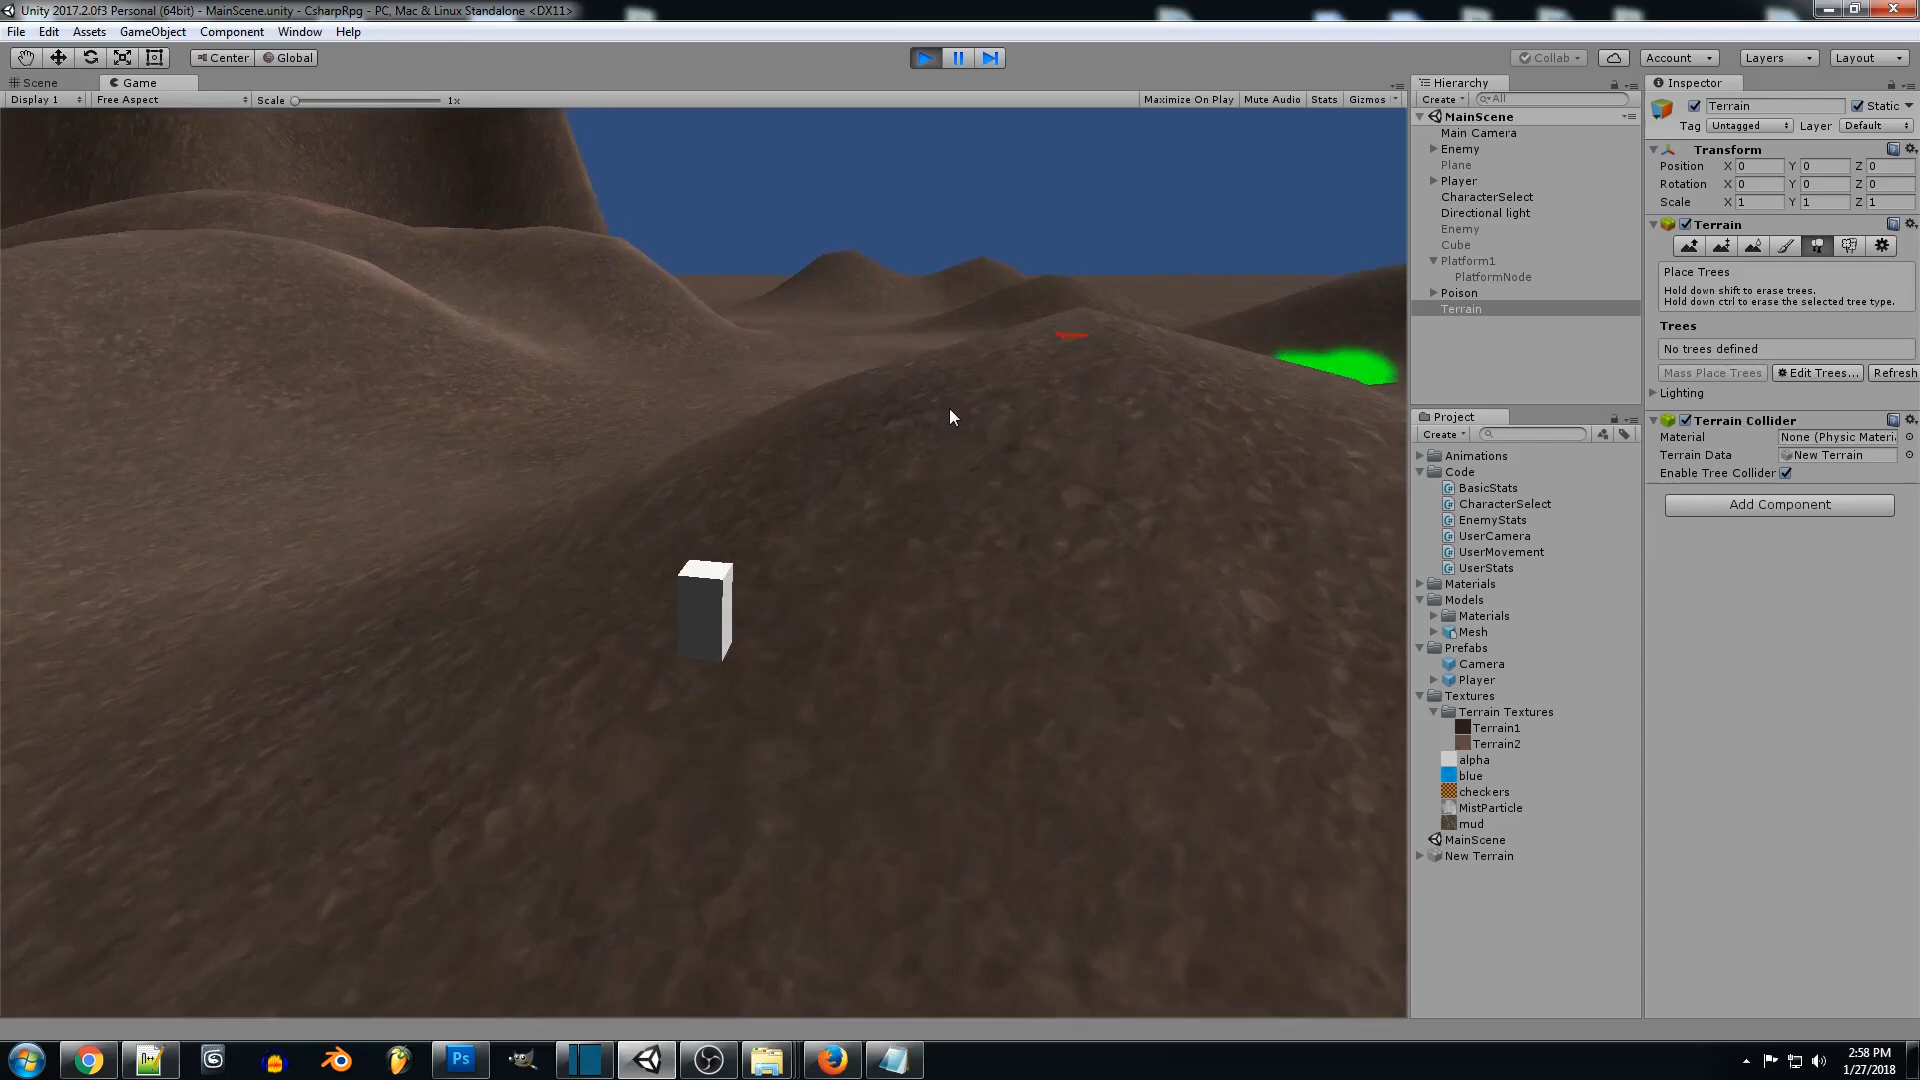 Unity 2017.2.0f3 Personal (64bit) - MainScene.unity - CsharpRpg - PC, Mac & Linux Standalone <DX11>
File Edit Assets GameObject Component Window Help
Center Global Collab Account Layers Layout
Scene Game
Display 1 Free Aspect Scale 1x Maximize On Play Mute Audio Stats Gizmos
Hierarchy
Create All
MainScene
Main Camera
Enemy
Plane
Player
CharacterSelect
Directional light
Enemy
Cube
Platform1
PlatformNode
Poison
Terrain
Project
Create
Animations
Code
BasicStats
CharacterSelect
EnemyStats
UserCamera
UserMovement
UserStats
Materials
Models
Materials
Mesh
Prefabs
Camera
Player
Textures
Terrain Textures
Terrain1
Terrain2
alpha
blue
checkers
MistParticle
mud
MainScene
New Terrain
Inspector
Terrain Static
Tag Untagged Layer Default
Transform
Position X 0 Y 0 Z 0
Rotation X 0 Y 0 Z 0
Scale X 1 Y 1 Z 1
Terrain
Place Trees
Hold down shift to erase trees.
Hold down ctrl to erase the selected tree type.
Trees
No trees defined
Mass Place Trees Edit Trees... Refresh
Lighting
Terrain Collider
Material None (Physic Materi
Terrain Data New Terrain
Enable Tree Collider
Add Component
Ps
2:58 PM
1/27/2018